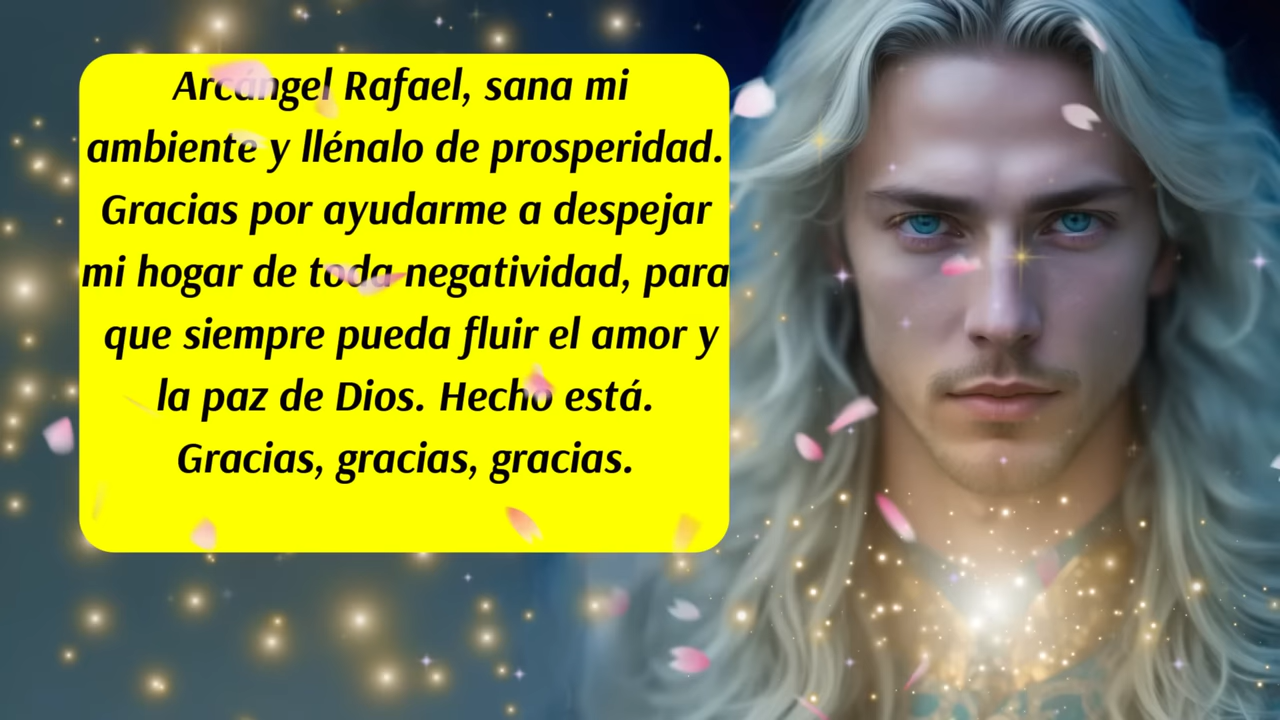 Arcángel Rafael, sana mi
ambiente y llénalo de prosperidad.
Gracias por ayudarme a despejar
mi hogar de toda negatividad, para
que siempre pueda fluir el amor y
la paz de Dios. Hecho está.
Gracias, gracias, gracias.